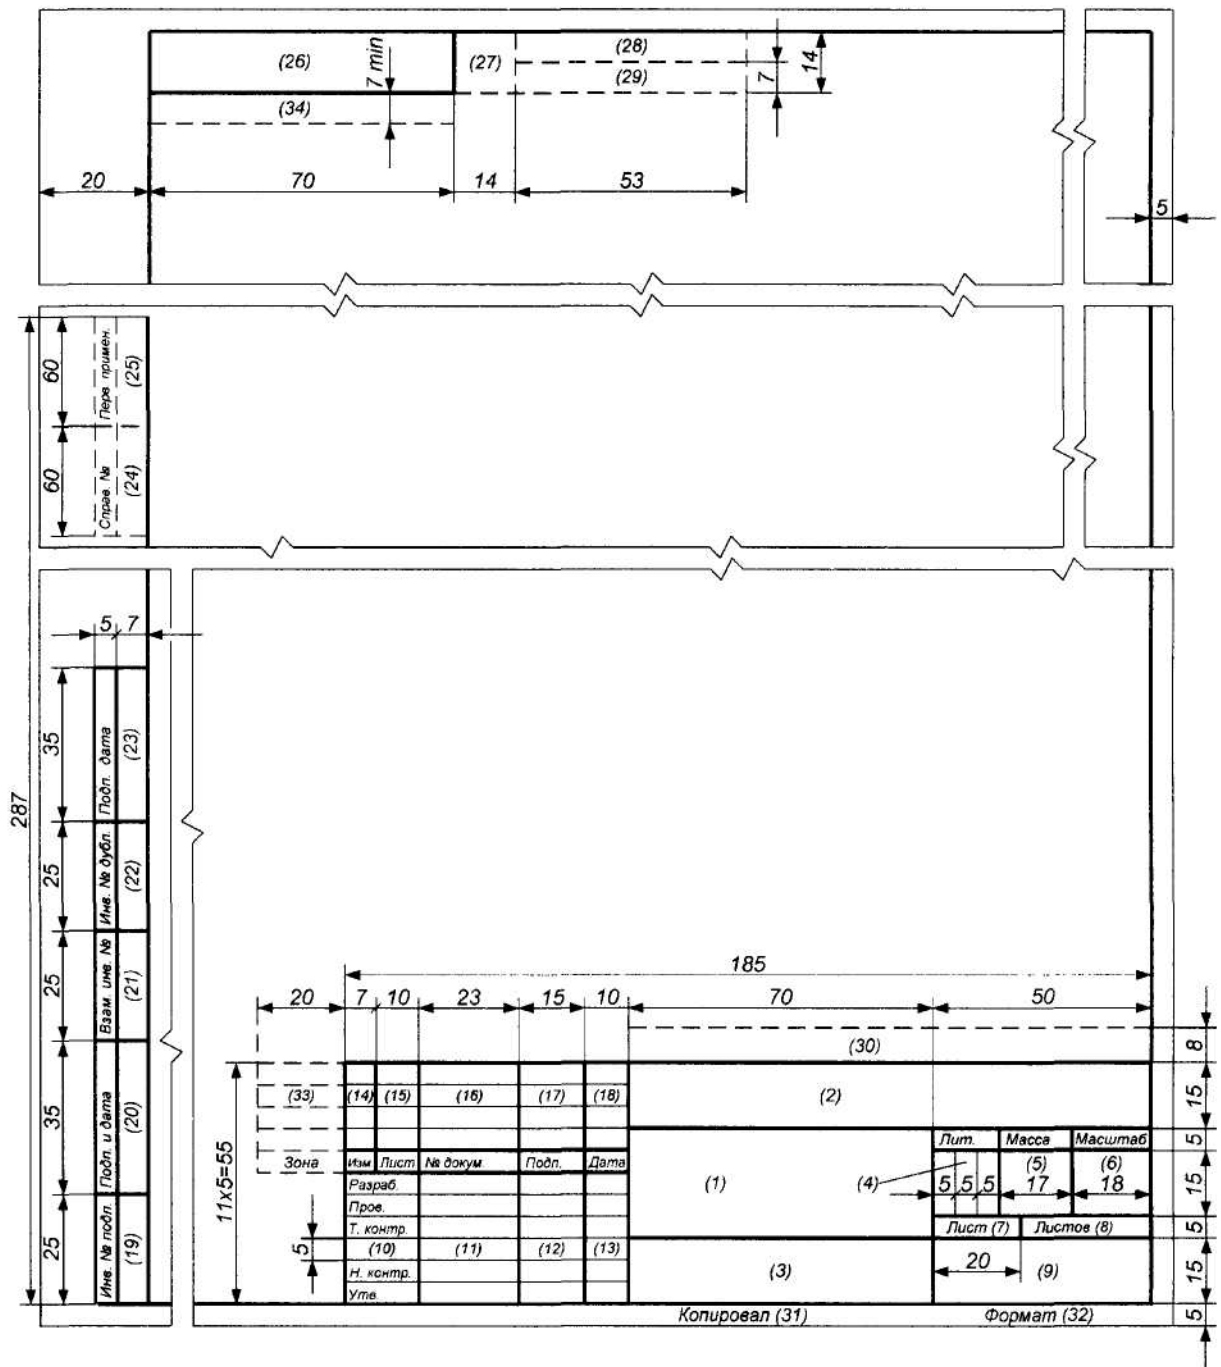 (26)
7 min
(27)
(28)
(29)
7
14
(34)
20
70
14
53
5
60
Перв. примен.
(25)
60
Справ. №
(24)
5
7
287
35
Подп. дата
(23)
25
Инв. № дубл.
(22)
25
Взам. инв. №
(21)
35
Подп. и дата
(20)
25
Инв. № подп.
(19)
185
20
7
10
23
15
10
70
50
(30)
8
(33)
(14)
(15)
(16)
(17)
(18)
(2)
15
Зона
Изм
Лист
№ докум.
Подп.
Дата
Лит.
Масса
Масштаб
5
11x5=55
Разраб.
Пров.
Т. контр.
(1)
(4)
5
5
5
(5)
17
(6)
18
15
Лист (7)
Листов (8)
5
5
(10)
(11)
(12)
(13)
Н. контр.
Утв.
(3)
20
(9)
15
Копировал (31)
Формат (32)
5